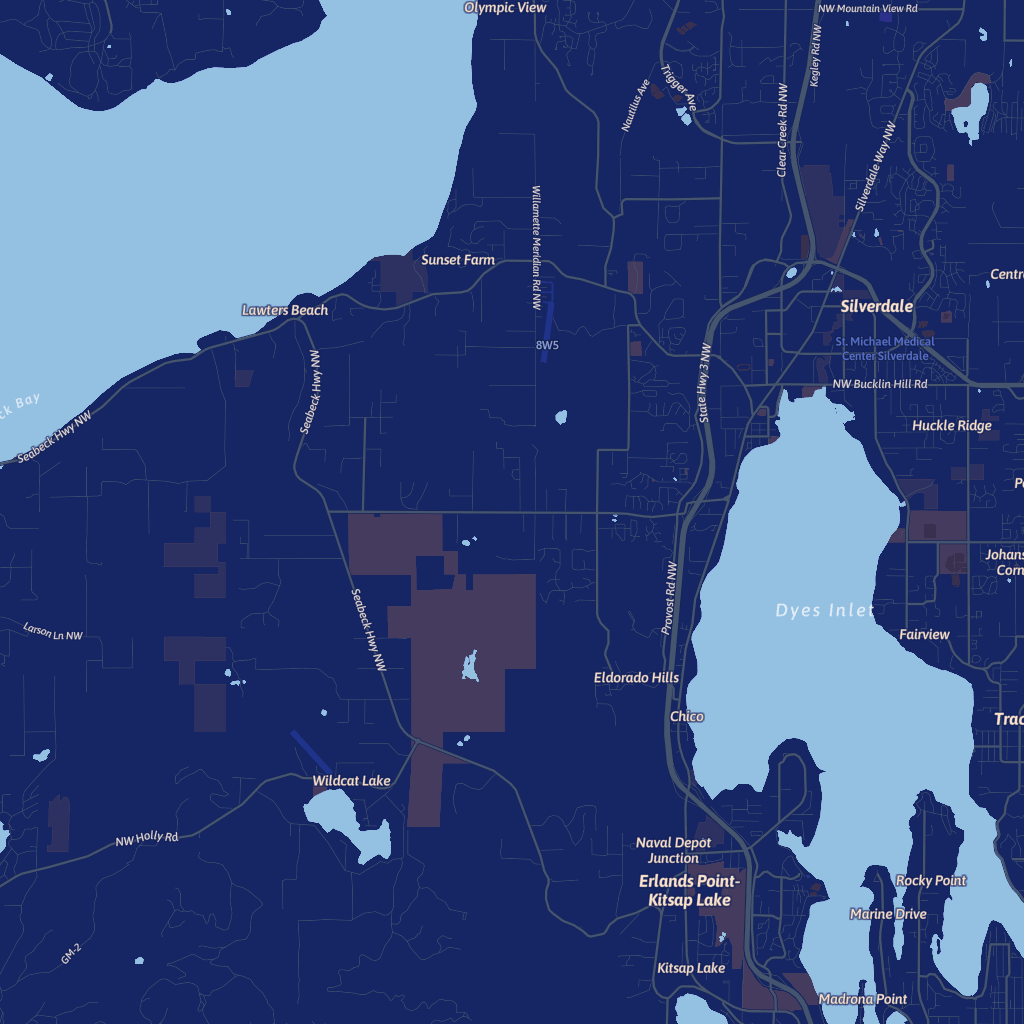 Olympic View
NW Mountain View Rd
Kegley Rd NW
Trigger Ave
Nautilus Ave
Clear Creek Rd NW
Silverdale Way NW
Willamette Meridian Rd NW
Sunset Farm
Centr
Lawters Beach
Silverdale
8W5
St. Michael Medical
Center Silverdale
State Hwy 3 NW
Seabeck Hwy NW
NW Bucklin Hill Rd
ck Bay
Seabeck Hwy NW
Huckle Ridge
Johans
Corn
Provost Rd NW
Seabeck Hwy NW
Dyes Inlet
Larson Ln NW
Fairview
Eldorado Hills
Chico
Trac
Wildcat Lake
NW Holly Rd
Naval Depot
Junction
Erlands Point-
Kitsap Lake
Rocky Point
Marine Drive
GM-2
Kitsap Lake
Madrona Point